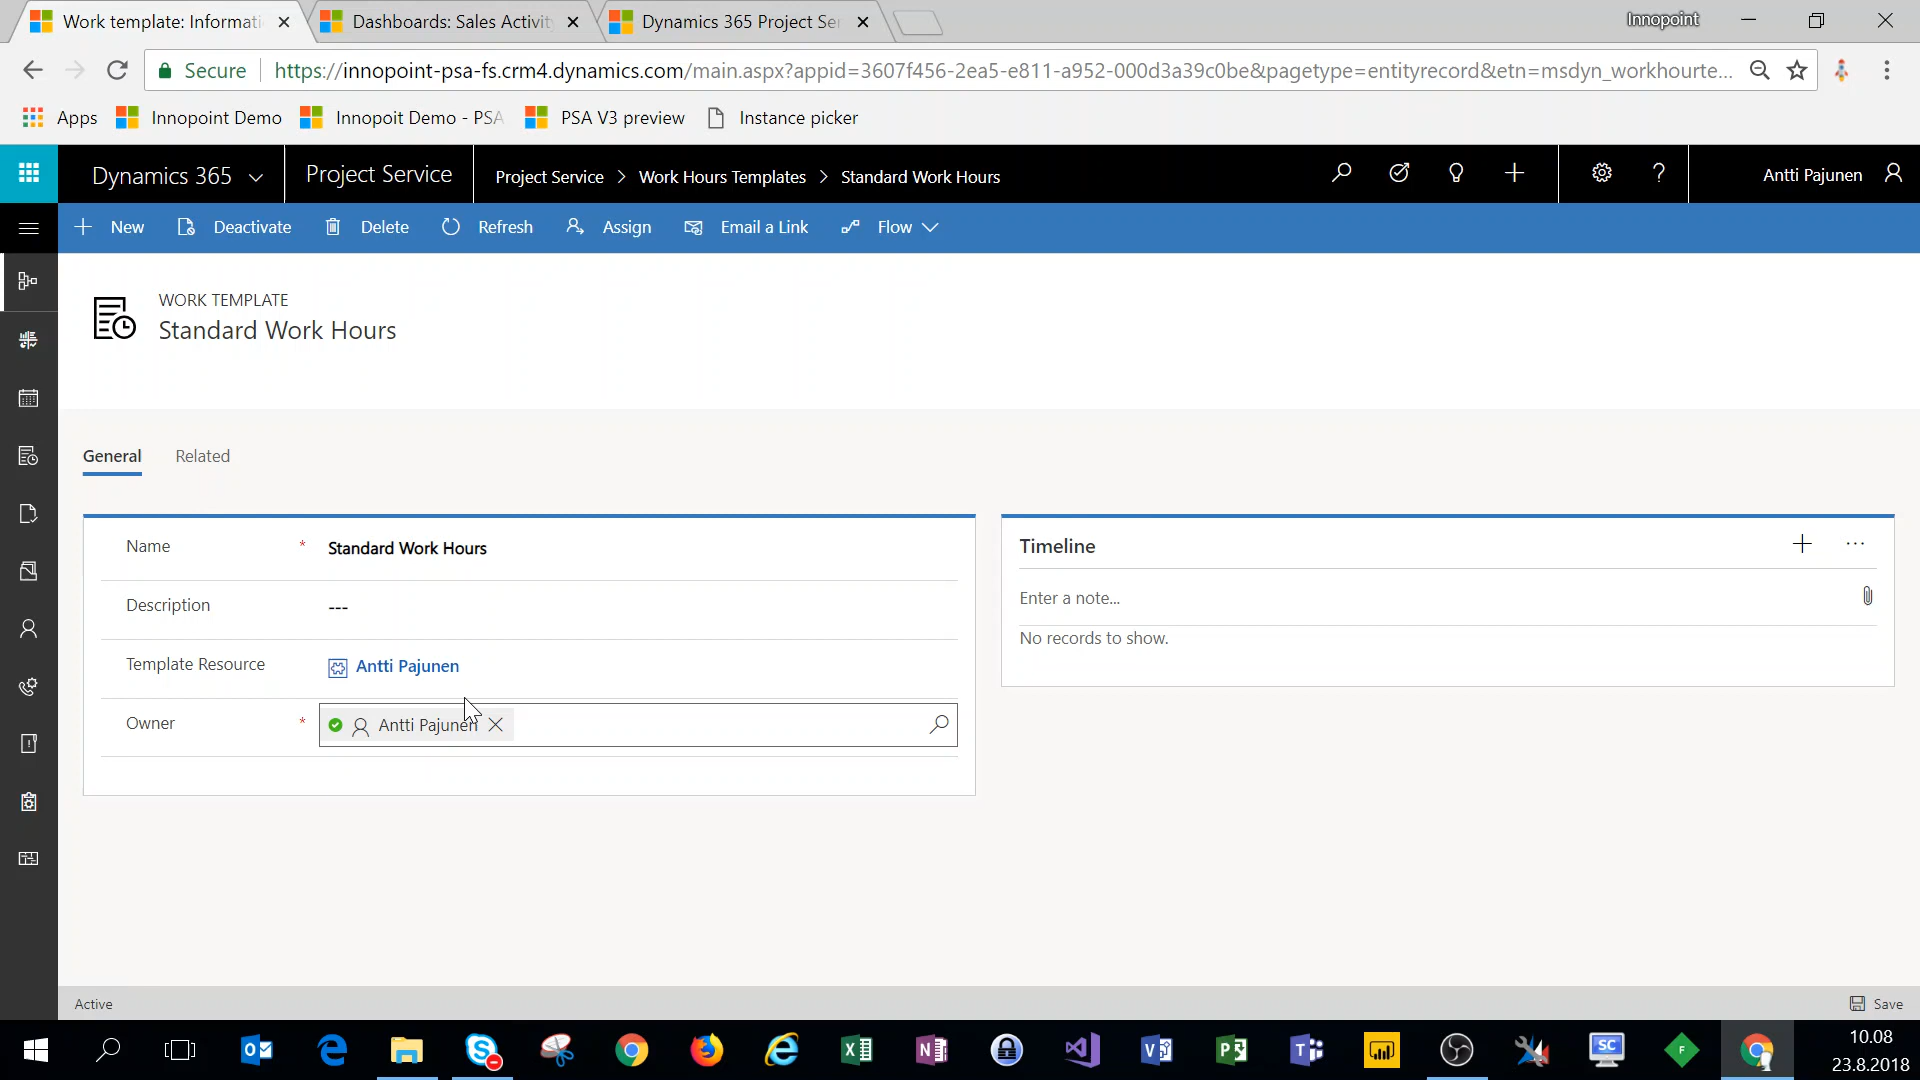 Work template: Informati
Dashboards: Sales Activity
Dynamics 365 Project Ser
Innopoint
Secure
https://innopoint-psa-fs.crm4.dynamics.com/main.aspx?appid=3607f456-2ea5-e811-a952-000d3a39c0be&pagetype=entityrecord&etn=msdyn_workhourte...
Apps
Innopoint Demo
Innopoit Demo - PSA
PSA V3 preview
Instance picker
Dynamics 365
Project Service
Project Service > Work Hours Templates > Standard Work Hours
Antti Pajunen
New
Deactivate
Delete
Refresh
Assign
Email a Link
Flow
WORK TEMPLATE
Standard Work Hours
General
Related
Name * Standard Work Hours
Description ---
Template Resource Antti Pajunen
Owner * Antti Pajunen
Timeline
Enter a note...
No records to show.
Active
Save
10.08
23.8.2018